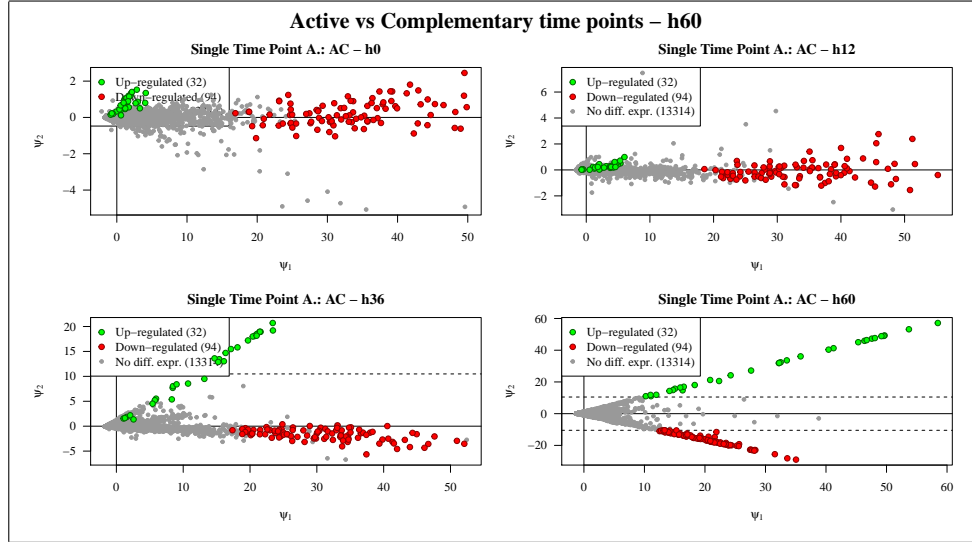 Active vs Complementary time points – h60
Single Time Point A.: AC – h0
Up−regulated (32)
Down−regulated (94)
ψ2
2
0
−2
−4
0 10 20 30 40 50
ψ1
Single Time Point A.: AC – h12
Up−regulated (32)
Down−regulated (94)
No diff. expr. (13314)
ψ2
6
4
2
0
−2
0 10 20 30 40 50
ψ1
Single Time Point A.: AC – h36
Up−regulated (32)
Down−regulated (94)
No diff. expr. (13314)
ψ2
20
15
10
5
0
−5
0 10 20 30 40 50
ψ1
Single Time Point A.: AC – h60
Up−regulated (32)
Down−regulated (94)
No diff. expr. (13314)
ψ2
60
40
20
0
−20
0 10 20 30 40 50 60
ψ1